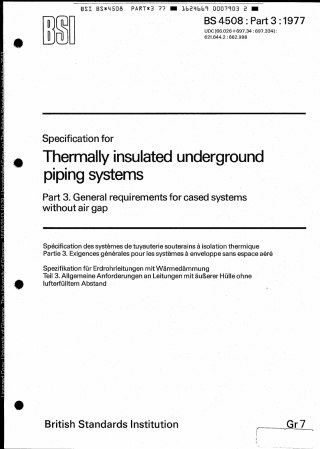 BSI BS*4508 PART*3 77 ■ 1624669 0007903 2 ■
BSI
BS 4508 : Part 3 : 1977
UDC [66.026 + 697.34 : 697.334] :
621.644.2 : 662.998
Specification for
Thermally insulated underground
piping systems
Part 3. General requirements for cased systems
without air gap
Spécification des systèmes de tuyauterie souterains à isolation thermique
Partie 3. Exigences générales pour les systèmes à enveloppe sans espace aéré
Spezifikation für Erdrohrleitungen mit Wärmedämmung
Teil 3. Allgemeine Anforderungen an Leitungen mit äußerer Hülle ohne
lufterfülltem Abstand
British Standards Institution
Gr 7